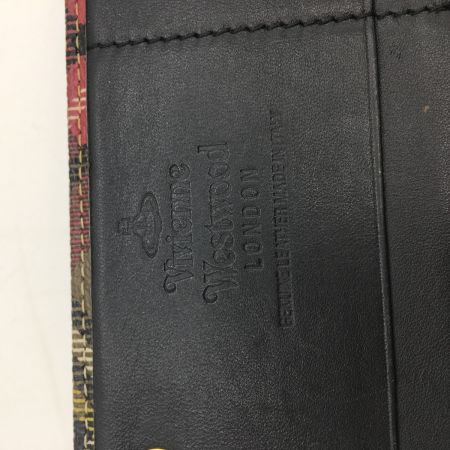 Vivienne
Westwood
LONDON
GENUINE LEATHER MADE IN ITALY